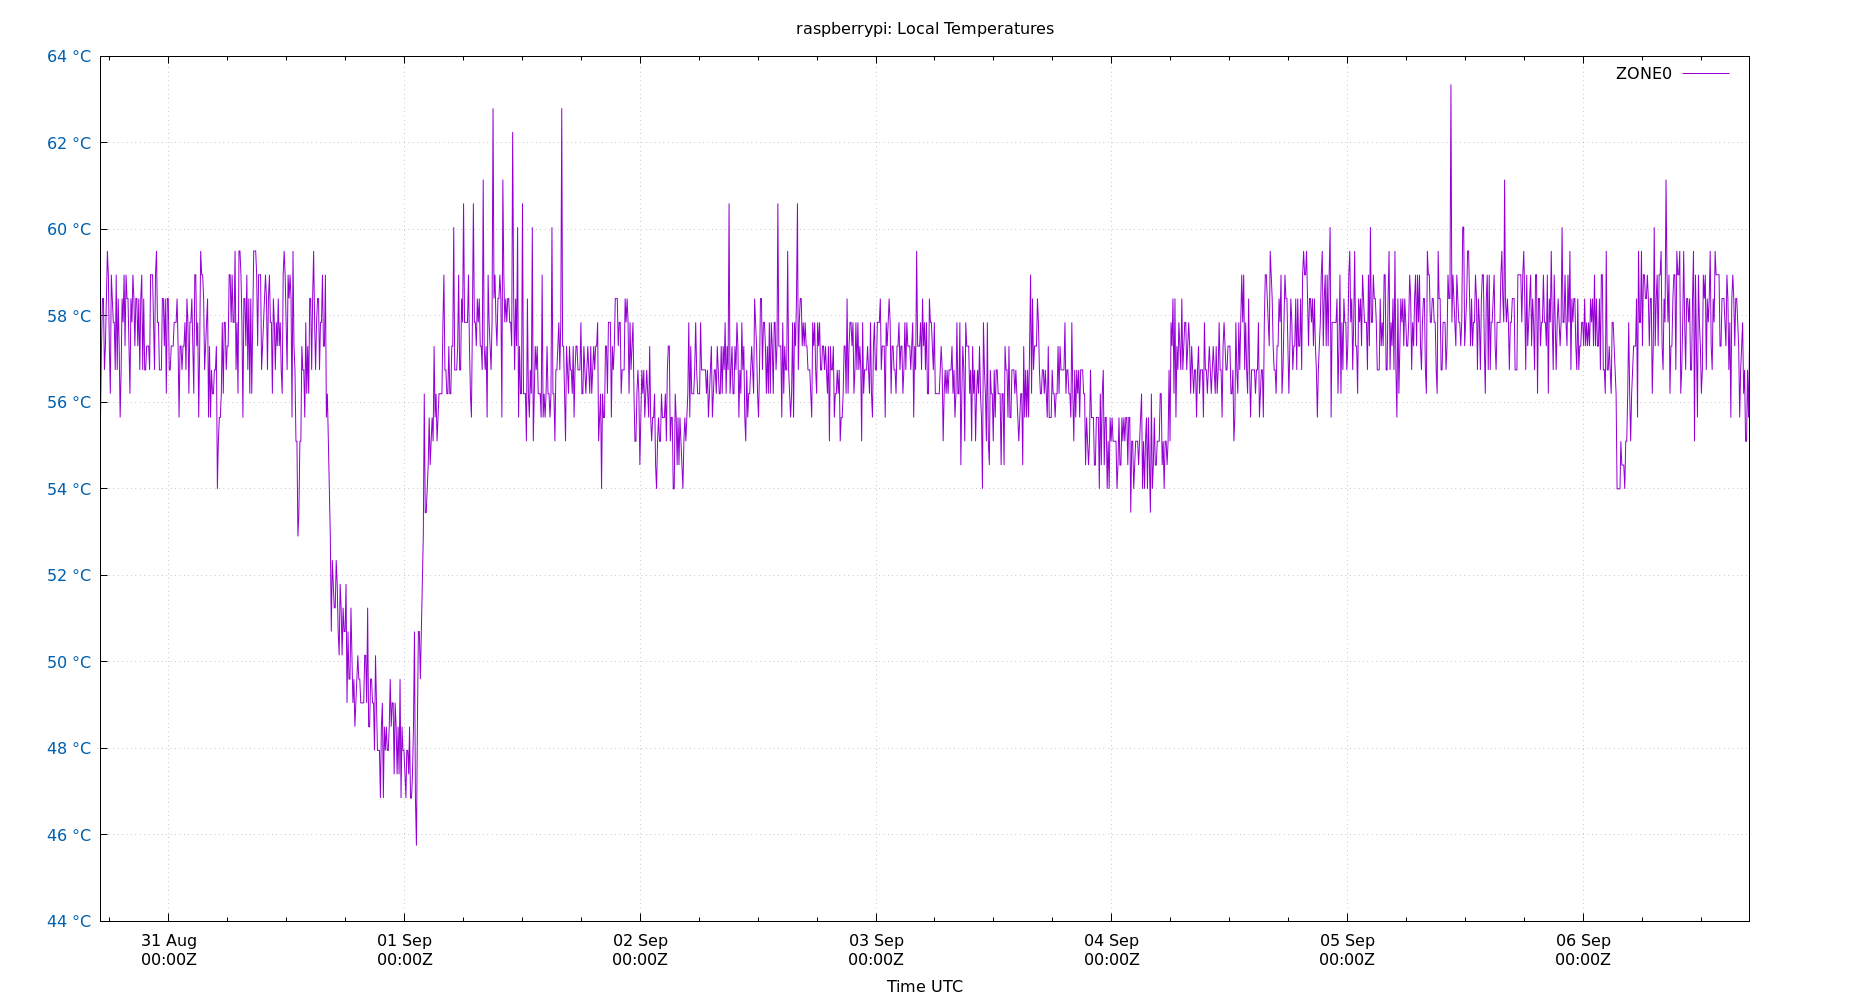 raspberrypi: Local Temperatures
64 °C
ZONE0
62 °C
60 °C
58 °C
56 °C
54 °C
52 °C
50 °C
48 °C
46 °C
44 °C
31 Aug 01 Sep 02 Sep 03 Sep 04 Sep 05 Sep 06 Sep
00:00Z 00:00Z 00:00Z 00:00Z 00:00Z 00:00Z 00:00Z
Time UTC